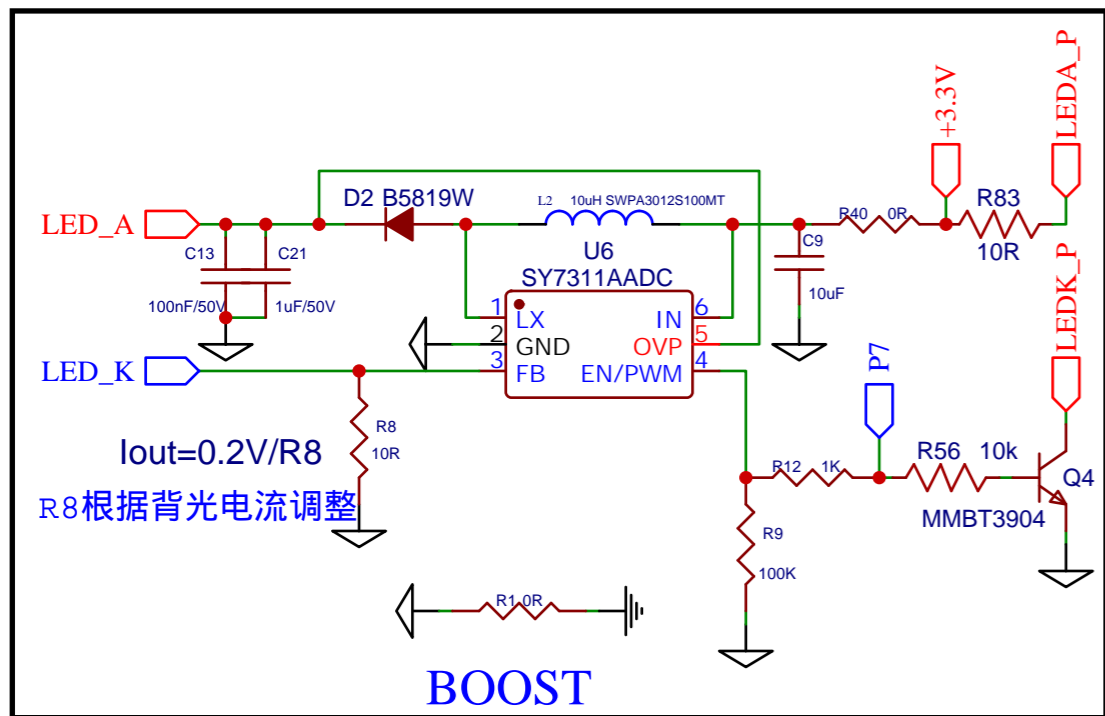 +3.3V
LEDA_P
D2 B5819W
L2
10uH SWPA3012S100MT
R40
0R
R83
10R
LED_A
C13
C21
100nF/50V
1uF/50V
U6
SY7311AADC
C9
10uF
LEDK_P
1
LX
IN
6
2
GND
OVP
5
3
FB
EN/PWM
4
LED_K
P7
R8
10R
Iout=0.2V/R8
R8根据背光电流调整
R12
1K
R56
10k
Q4
MMBT3904
R9
100K
R1 0R
BOOST